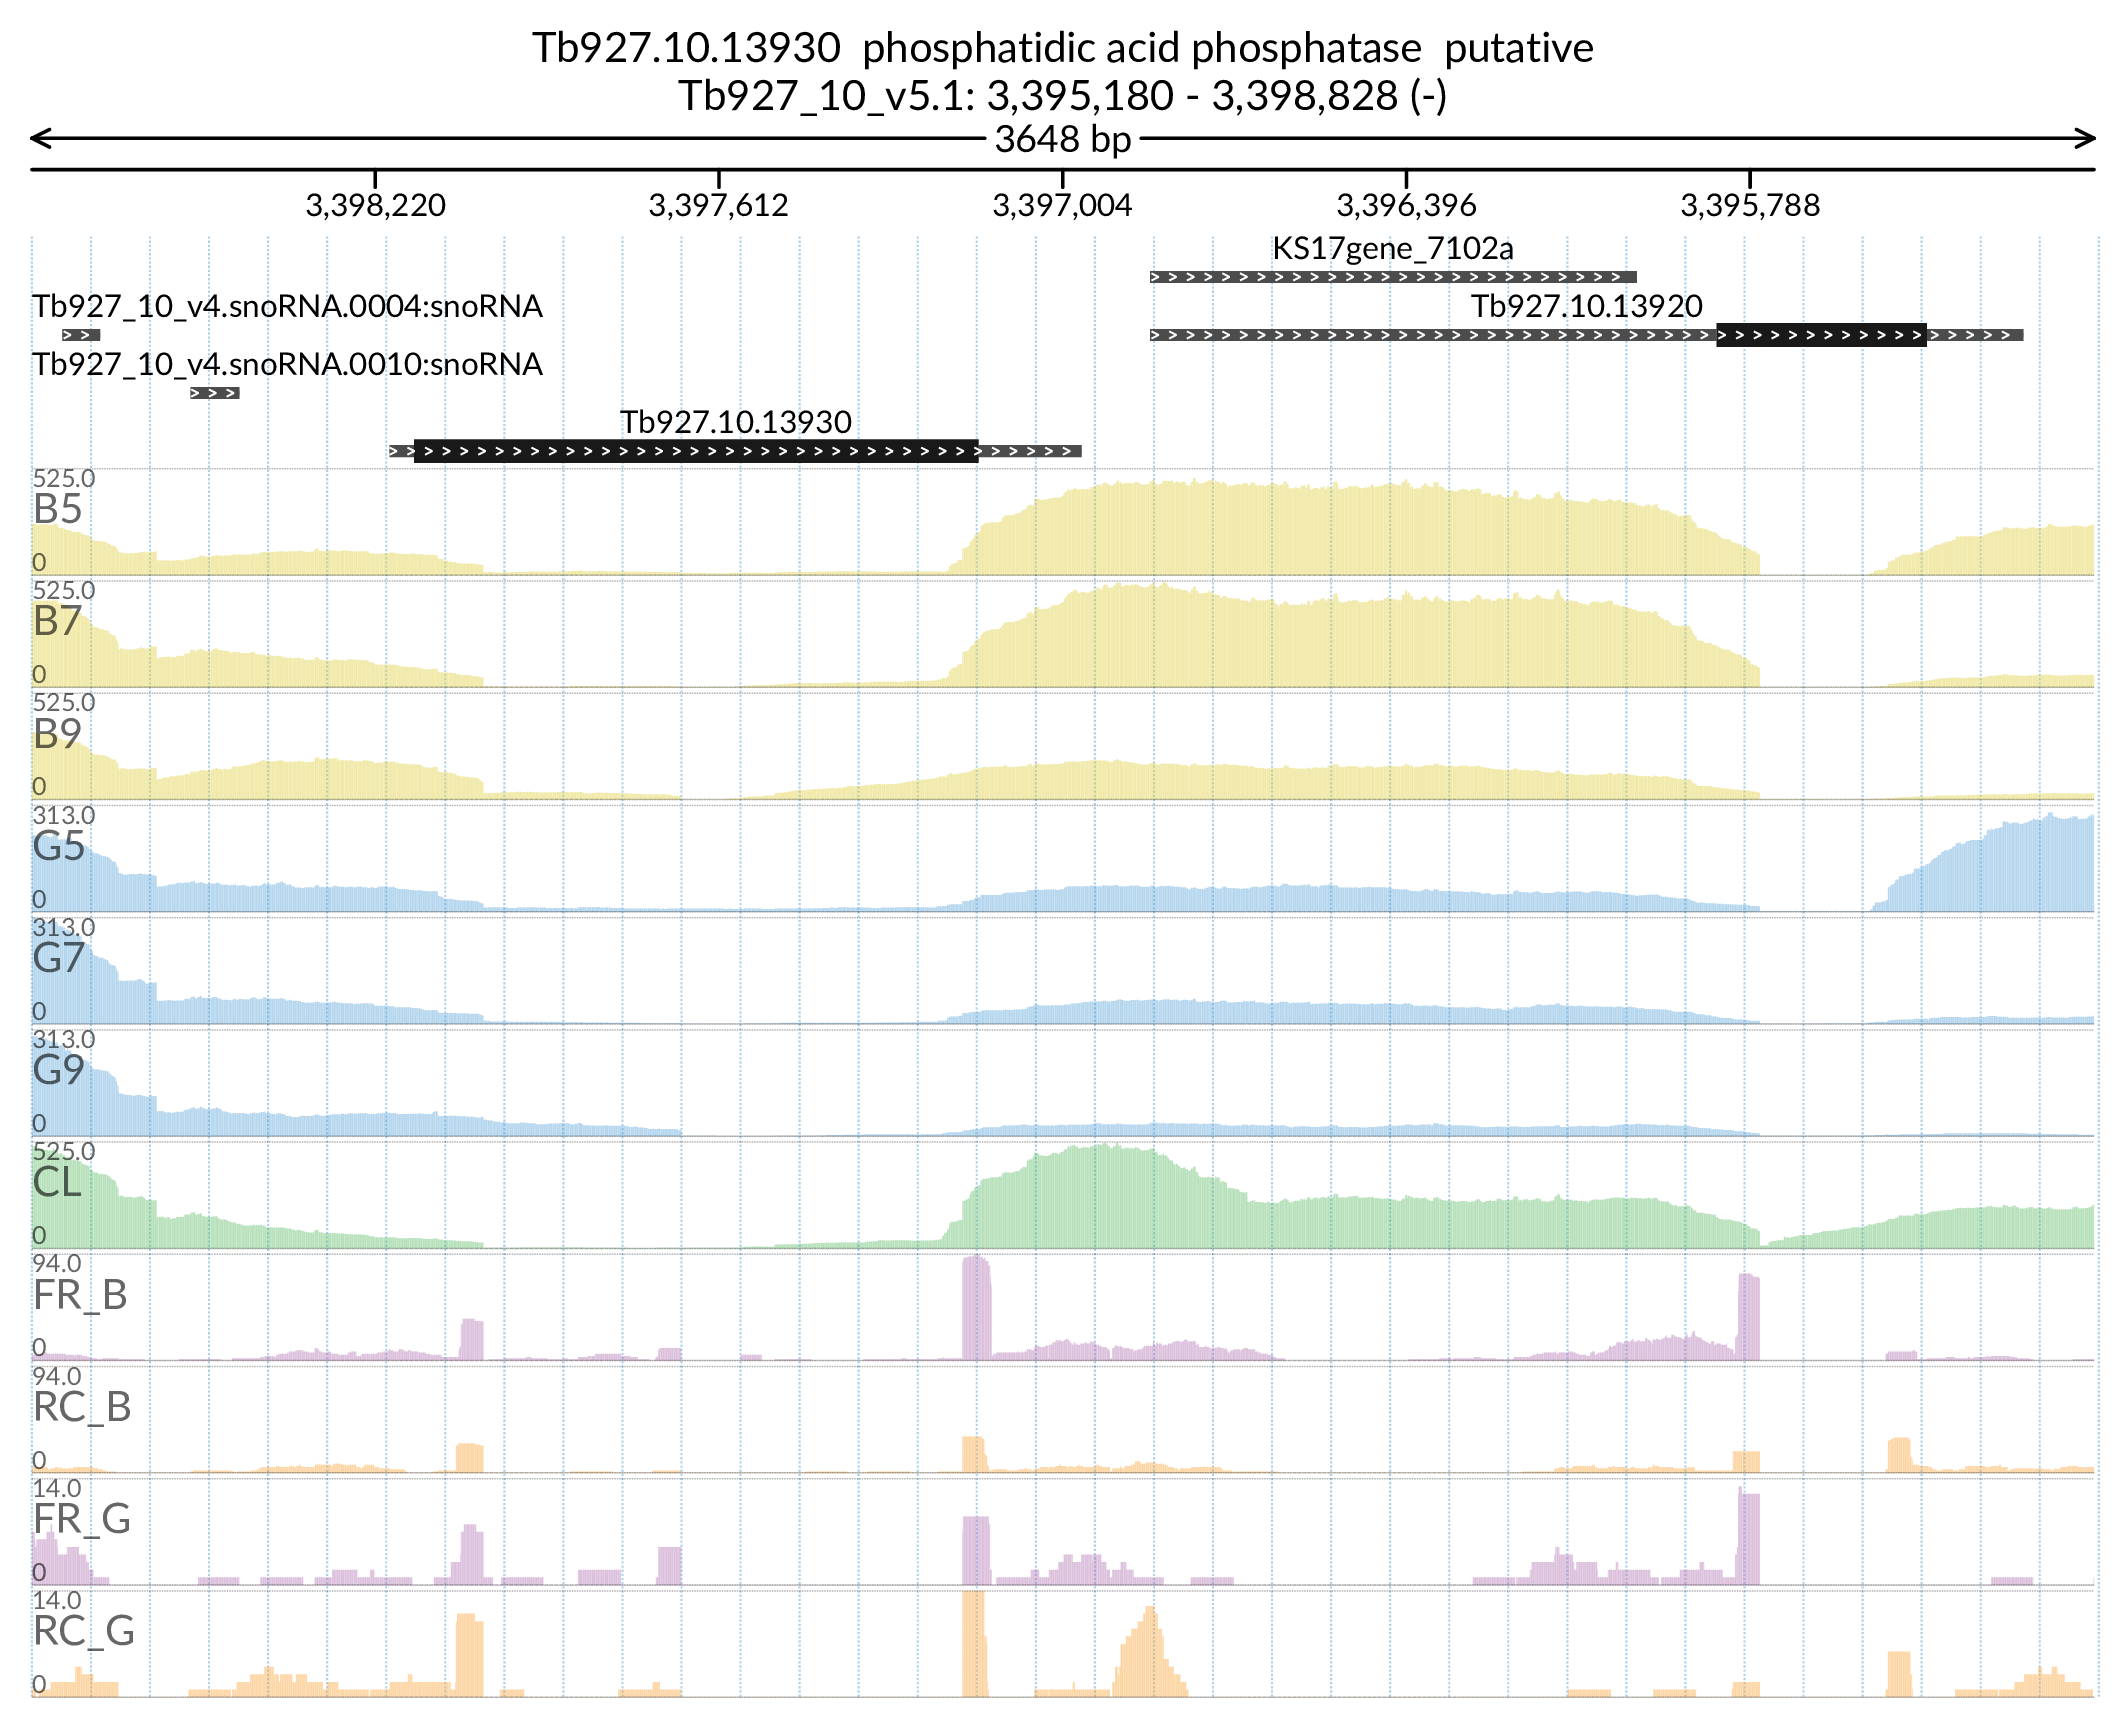 Tb927.10.13930  phosphatidic acid phosphatase  putative
Tb927_10_v5.1: 3,395,180 - 3,398,828 (-)
3648 bp
3,398,220 3,397,612 3,397,004 3,396,396 3,395,788
KS17gene_7102a
Tb927_10_v4.snoRNA.0004:snoRNA Tb927.10.13920
Tb927_10_v4.snoRNA.0010:snoRNA
Tb927.10.13930
525.0
B5
0
525.0
B7
0
525.0
B9
0
313.0
G5
0
313.0
G7
0
313.0
G9
0
525.0
CL
0
94.0
FR_B
0
94.0
RC_B
0
14.0
FR_G
0
14.0
RC_G
0